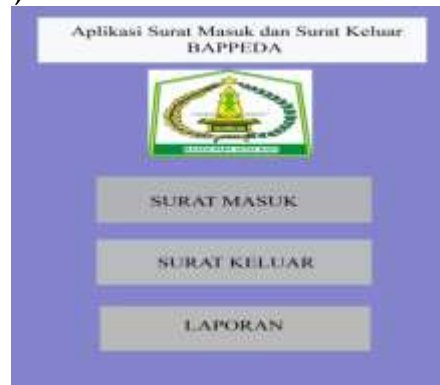 )
Aplikasi Surat Masuk dan Surat Keluar
BAPPEDA
SURAT MASUK
SURAT KELUAR
LAPORAN